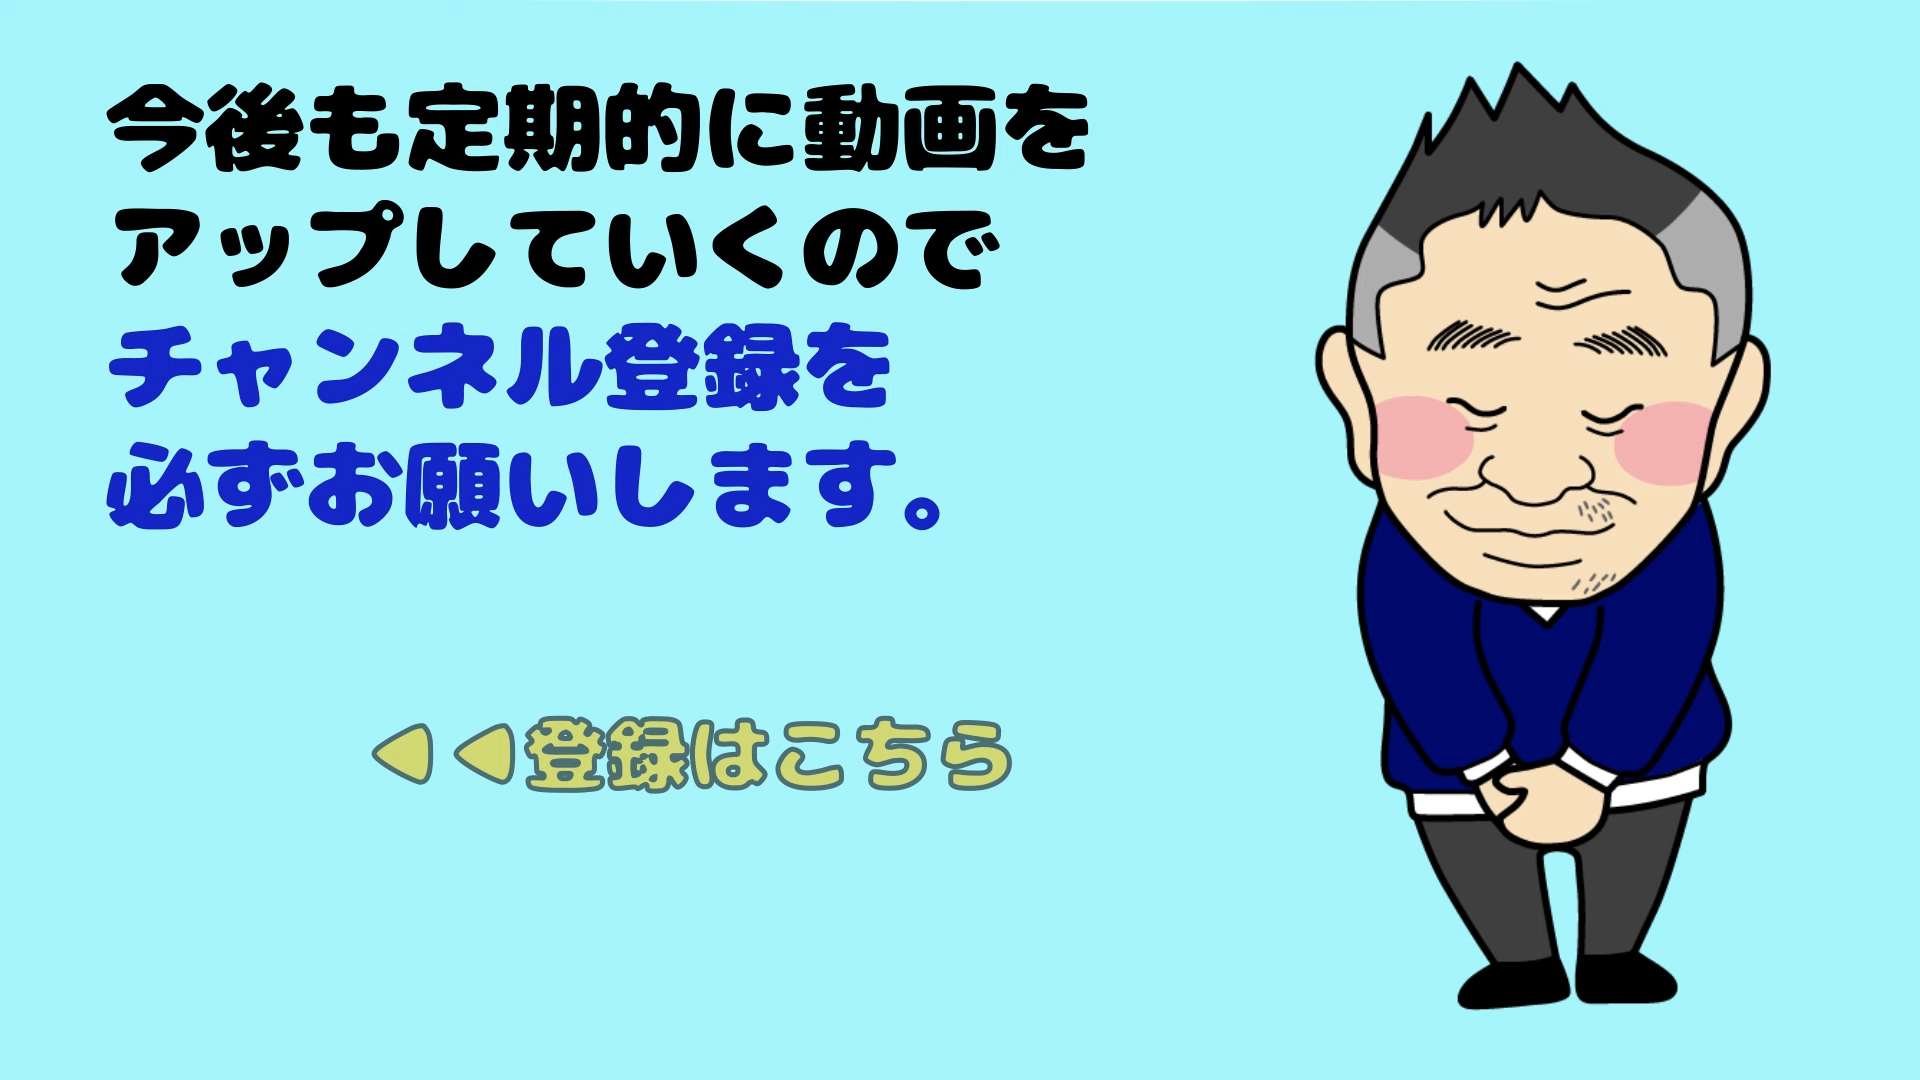 今後も定期的に動画を
アップしていくので
チャンネル登録を
必ずお願いします。
◀◀登録はこちら